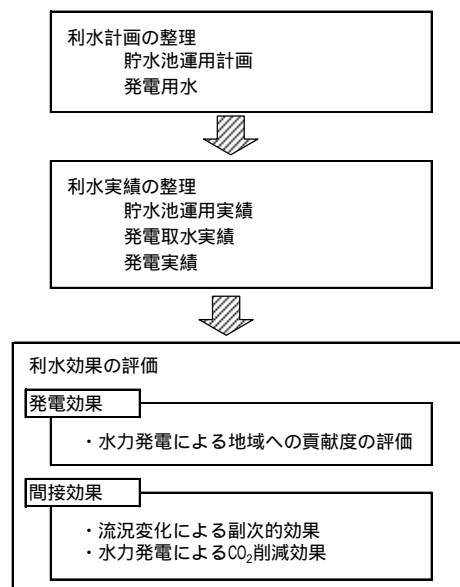 利水計画の整理
貯水池運用計画
発電用水
利水実績の整理
貯水池運用実績
発電取水実績
発電実績
利水効果の評価
発電効果
・水力発電による地域への貢献度の評価
間接効果
・流況変化による副次的効果
・水力発電によるCO₂削減効果